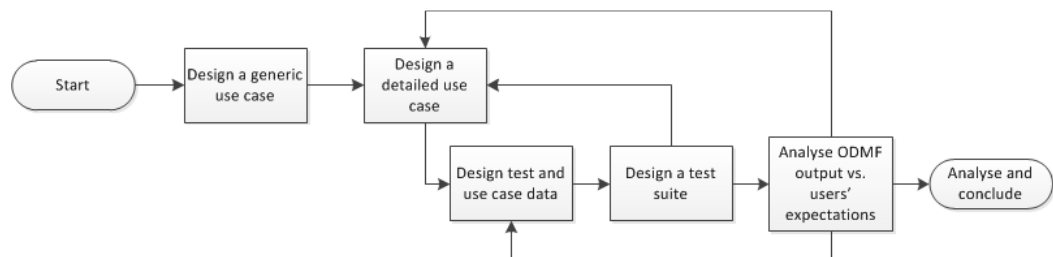 Start
Design a generic
use case
Design a
detailed use
case
Design test and
use case data
Design a test
suite
Analyse ODMF
output vs.
users’
expectations
Analyse and
conclude